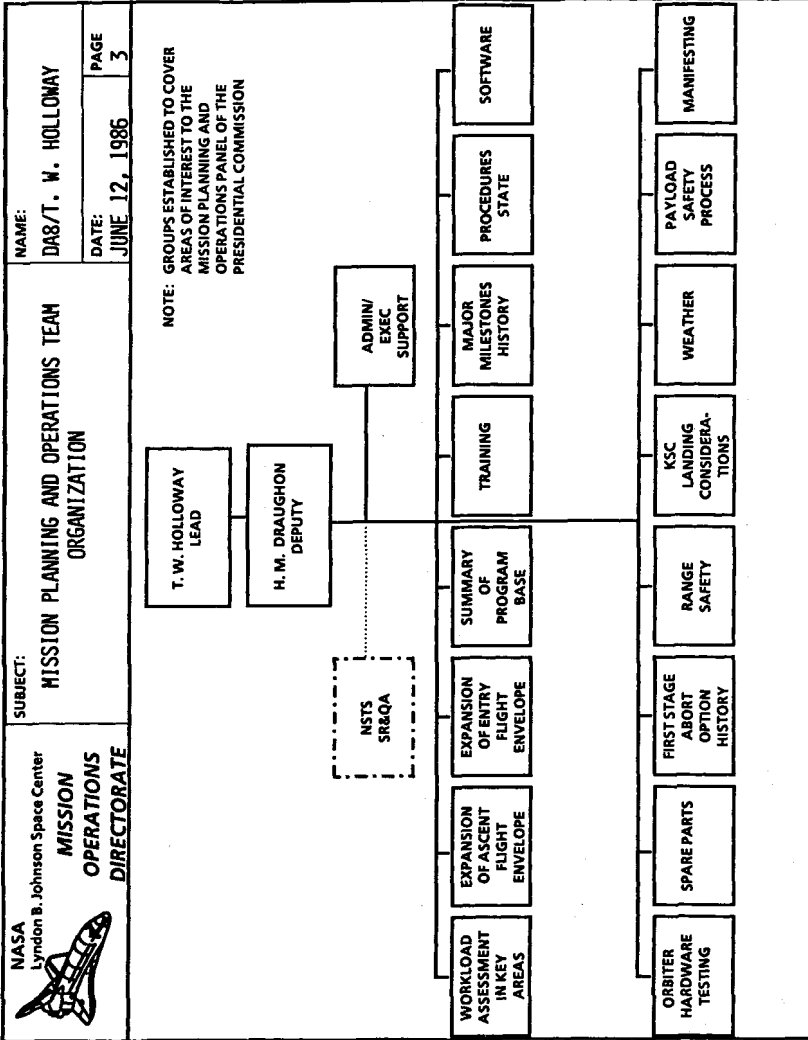 NASA
Lyndon B. Johnson Space Center
MISSION
OPERATIONS
DIRECTORATE
SUBJECT:
MISSION PLANNING AND OPERATIONS TEAM
ORGANIZATION
NAME:
DA8/T. W. HOLLOWAY
DATE:
JUNE 12, 1986
PAGE
3
NOTE: GROUPS ESTABLISHED TO COVER
AREAS OF INTEREST TO THE
MISSION PLANNING AND
OPERATIONS PANEL OF THE
PRESIDENTIAL COMMISSION
T. W. HOLLOWAY
LEAD
H. M. DRAUGHON
DEPUTY
NSTS
SR&QA
ADMIN/
EXEC
SUPPORT
WORKLOAD
ASSESSMENT
IN KEY
AREAS
EXPANSION
OF ASCENT
FLIGHT
ENVELOPE
EXPANSION
OF ENTRY
FLIGHT
ENVELOPE
SUMMARY
OF
PROGRAM
BASE
TRAINING
MAJOR
MILESTONES
HISTORY
PROCEDURES
STATE
SOFTWARE
ORBITER
HARDWARE
TESTING
SPARE PARTS
FIRST STAGE
ABORT
OPTION
HISTORY
RANGE
SAFETY
KSC
LANDING
CONSIDERA-
TIONS
WEATHER
PAYLOAD
SAFETY
PROCESS
MANIFESTING